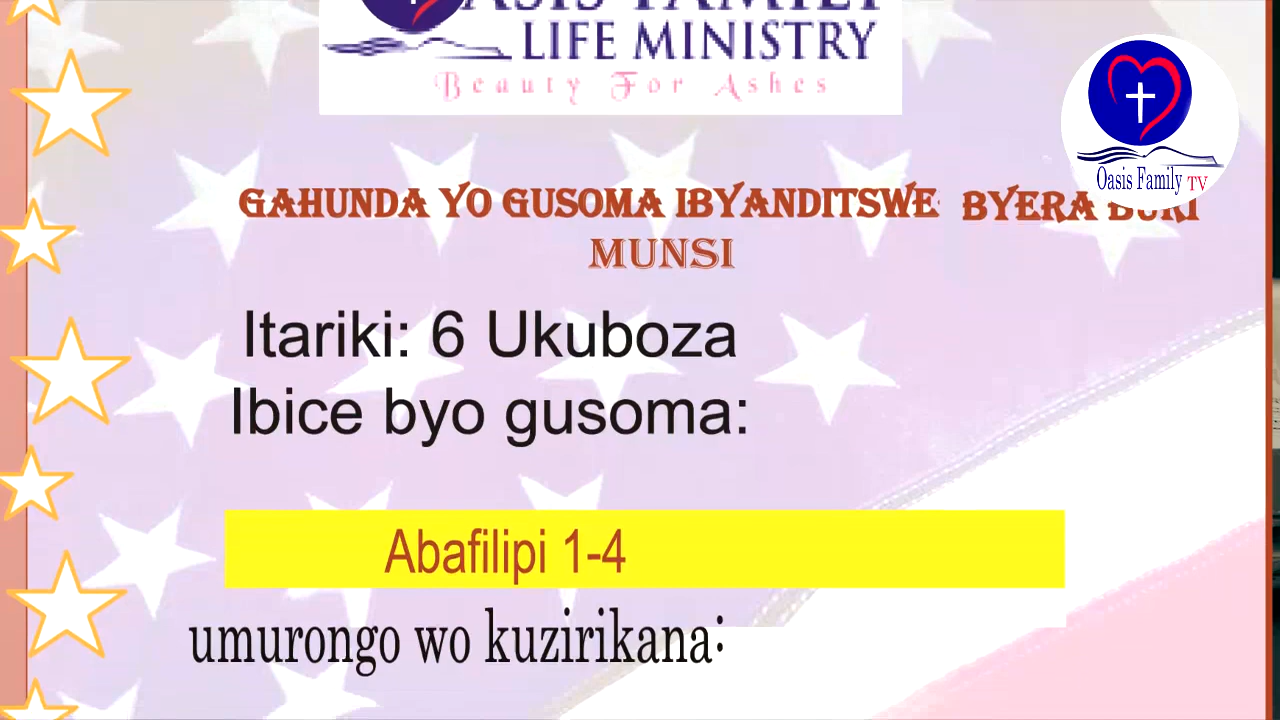 LIFE MINISTRY
Beauty For Ashes
Oasis Family TV
GAHUNDA YO GUSOMA IBYANDITSWE BYERA
MUNSI
Itariki: 6 Ukuboza
Ibice byo gusoma:
Abafilipi 1-4
umurongo wo kuzirikana: